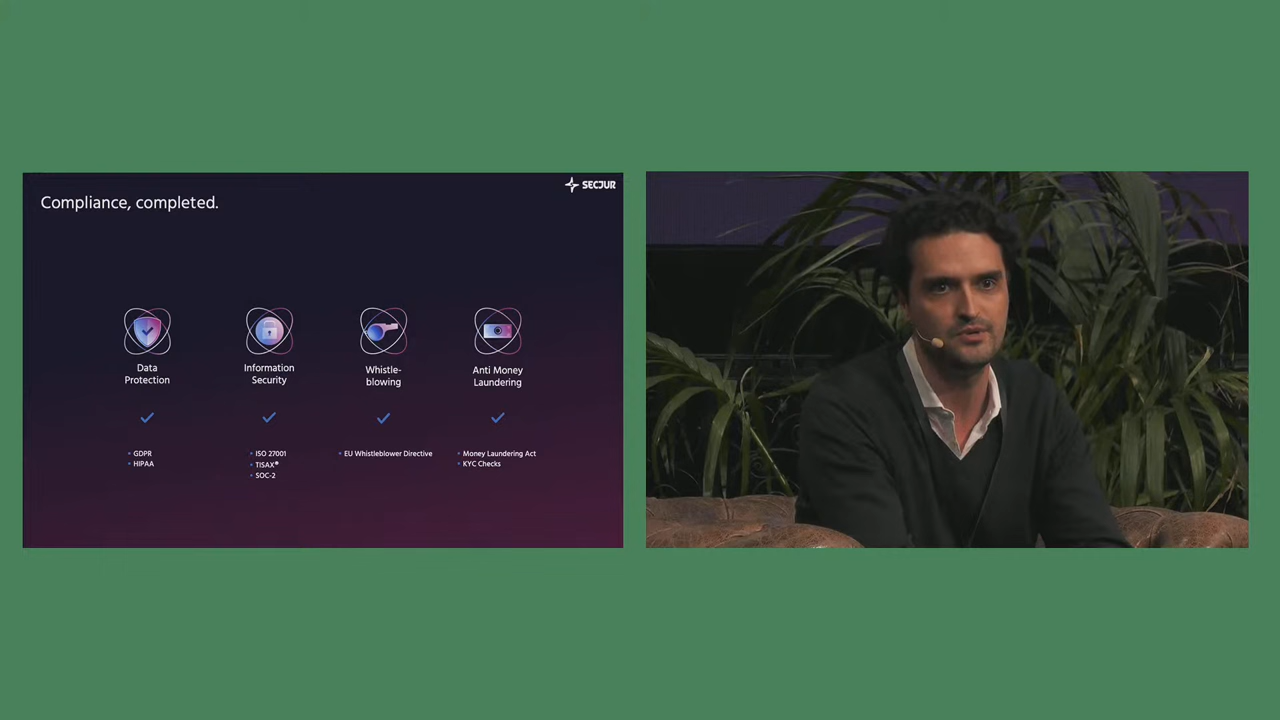 SECJUR
Compliance, completed.
Data
Protection
GDPR
HIPAA
Information
Security
ISO 27001
TISAX®
SOC-2
Whistle-
blowing
EU Whistleblower Directive
Anti Money
Laundering
Money Laundering Act
KYC Checks